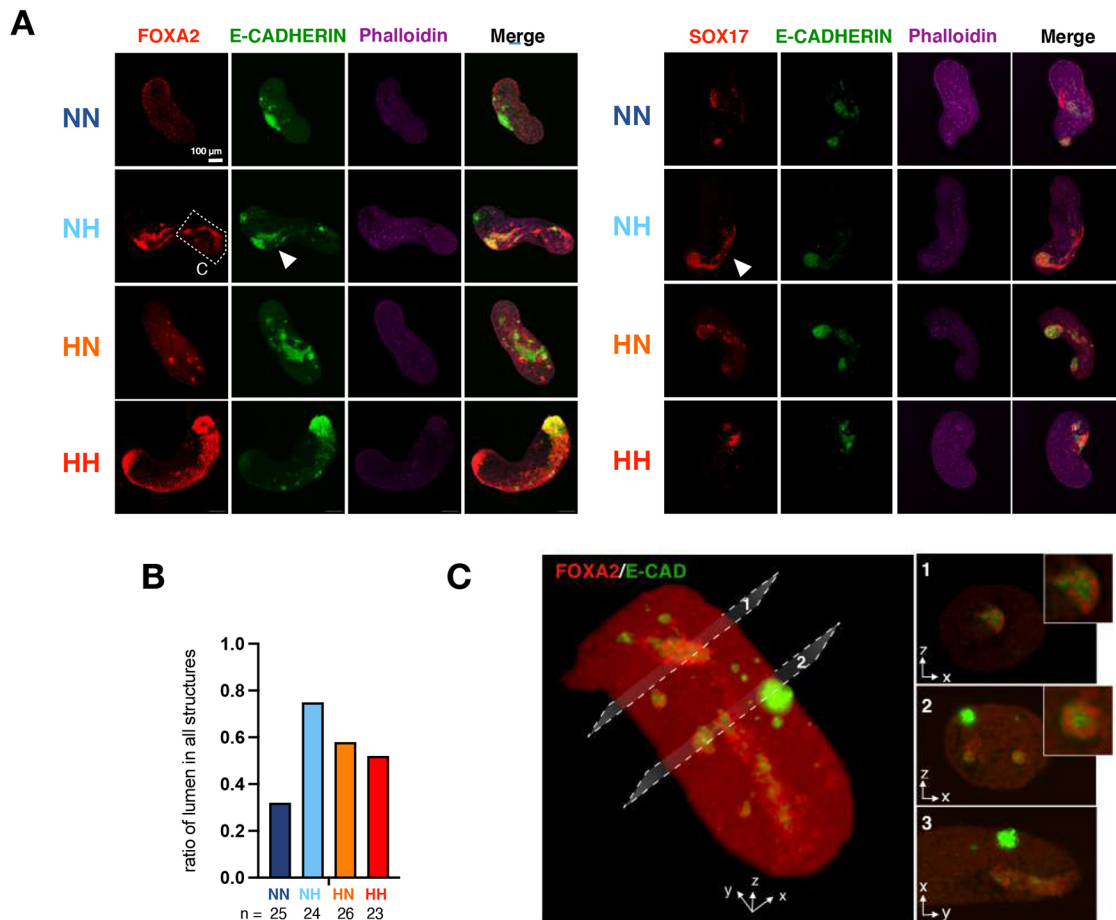 A
FOXA2 E-CADHERIN Phalloidin Merge
SOX17 E-CADHERIN Phalloidin Merge
NN
100 µm
NH
C
HN
HH
NN
NH
HN
HH
B
ratio of lumen in all structures
1.0
0.8
0.6
0.4
0.2
0.0
NN NH HN HH
n = 25 24 26 23
C
FOXA2/E-CAD
1
2
y z x
1
z
x
2
z
x
3
x
y